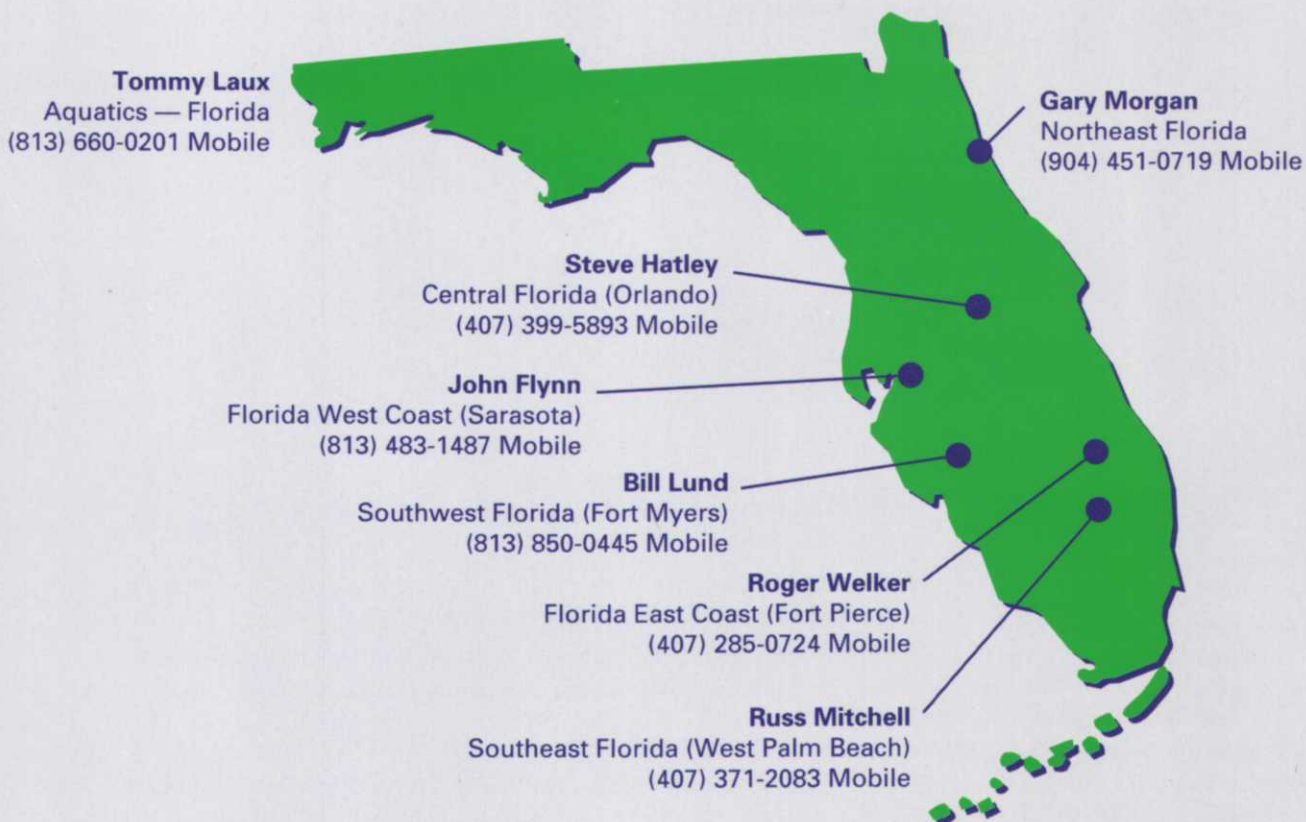 Tommy Laux
Aquatics — Florida
(813) 660-0201 Mobile
Gary Morgan
Northeast Florida
(904) 451-0719 Mobile
Steve Hatley
Central Florida (Orlando)
(407) 399-5893 Mobile
John Flynn
Florida West Coast (Sarasota)
(813) 483-1487 Mobile
Bill Lund
Southwest Florida (Fort Myers)
(813) 850-0445 Mobile
Roger Welker
Florida East Coast (Fort Pierce)
(407) 285-0724 Mobile
Russ Mitchell
Southeast Florida (West Palm Beach)
(407) 371-2083 Mobile